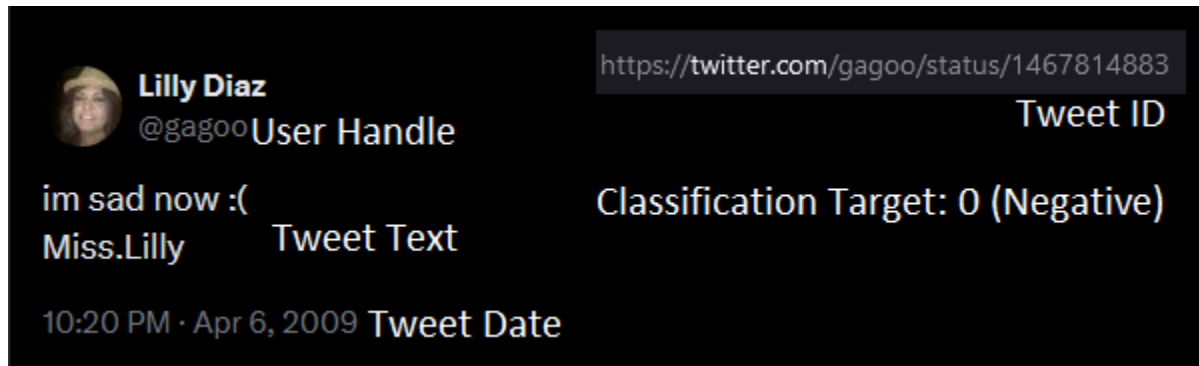 https://twitter.com/gagoo/status/1467814883
Lilly Diaz
@gagoo User Handle
Tweet ID
im sad now :(
Classification Target: 0 (Negative)
Miss.Lilly
Tweet Text
10:20 PM · Apr 6, 2009 Tweet Date